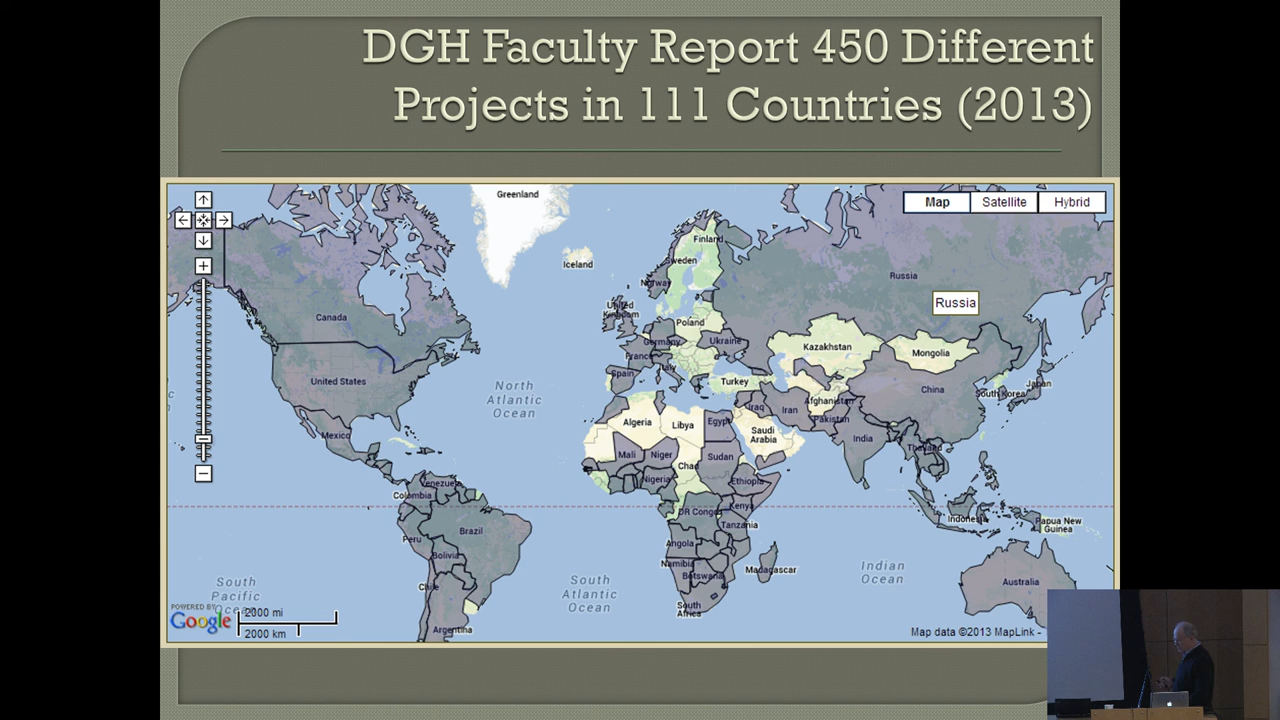 DGH Faculty Report 450 Different
Projects in 111 Countries (2013)
Greenland
Map
Satellite
Hybrid
Iceland
Finland
Sweden
Norway
Russia
Russia
United
Kingdom
Canada
Poland
Germany
Ukraine
France
Kazakhstan
Mongolia
Italy
Spain
Turkey
United States
North
Atlantic
Ocean
China
South Korea
Japan
Afghanistan
Iraq
Iran
Pakistan
Algeria
Libya
Egypt
Saudi
Arabia
India
Mexico
Mali
Niger
Chad
Sudan
Thailand
Venezuela
Colombia
Nigeria
Ethiopia
DR Congo
Kenya
Indonesia
Papua New
Guinea
Tanzania
Brazil
Peru
Angola
Bolivia
Namibia
Botswana
Madagascar
Indian
Ocean
Australia
Chile
South
Pacific
Ocean
South
Atlantic
Ocean
South
Africa
Argentina
POWERED BY
Google
2000 mi
2000 km
Map data ©2013 MapLink -